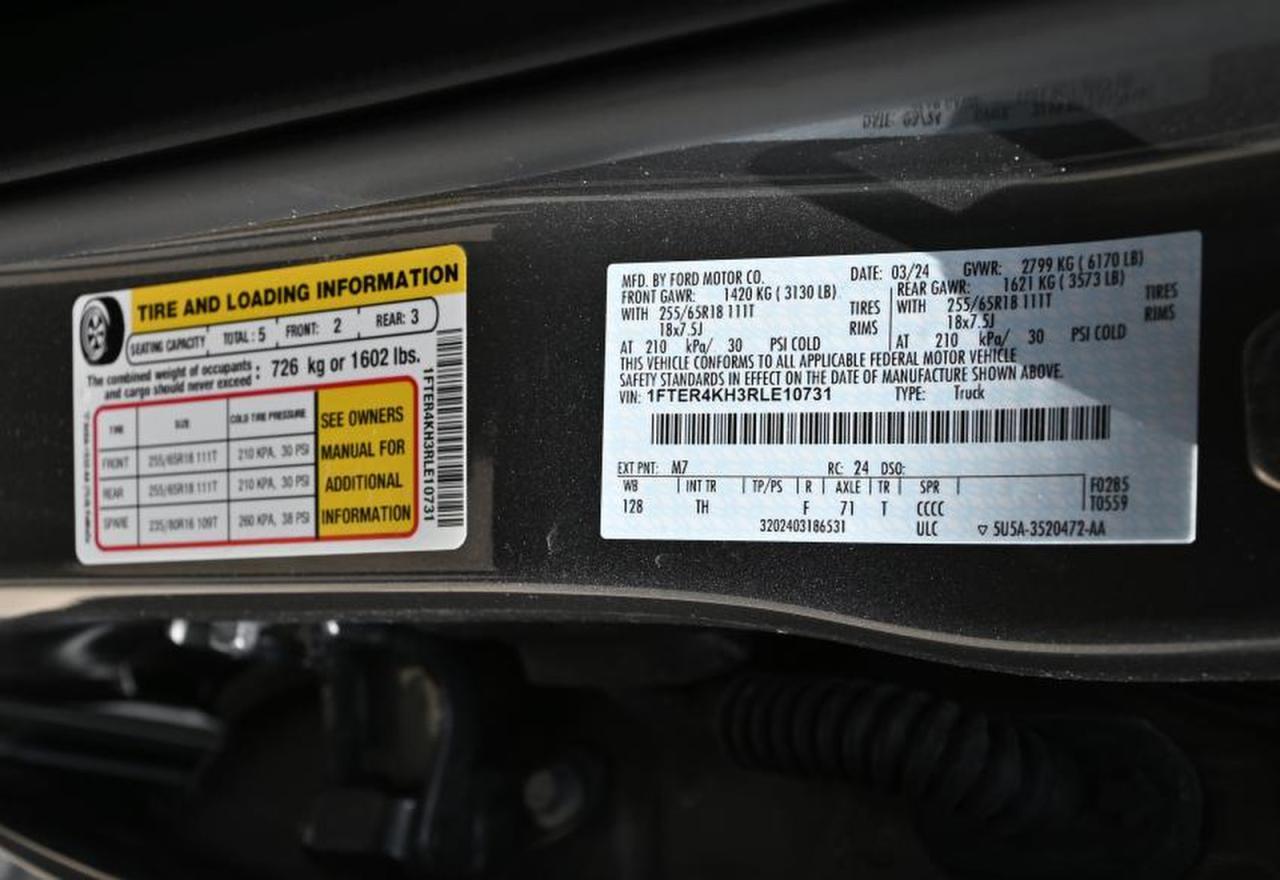 TIRE AND LOADING INFORMATION
SEATING CAPACITY TOTAL: 5 FRONT: 2 REAR: 3
The combined weight of occupants
and cargo should never exceed : 726 kg or 1602 lbs.
TIRE SIZE COLD TIRE PRESSURE
FRONT 255/65R18 111T 210 KPA, 30 PSI
REAR 255/65R18 111T 210 KPA, 30 PSI
SPARE 235/80R16 109T 260 KPA, 38 PSI
SEE OWNERS
MANUAL FOR
ADDITIONAL
INFORMATION
1FTER4KH3RLE10731
MFD. BY FORD MOTOR CO. DATE: 03/24 GVWR: 2799 KG ( 6170 LB)
FRONT GAWR: 1420 KG ( 3130 LB) REAR GAWR: 1621 KG ( 3573 LB)
WITH 255/65R18 111T TIRES WITH 255/65R18 111T TIRES
18x7.5J RIMS 18x7.5J RIMS
AT 210 kPa/ 30 PSI COLD AT 210 kPa/ 30 PSI COLD
THIS VEHICLE CONFORMS TO ALL APPLICABLE FEDERAL MOTOR VEHICLE
SAFETY STANDARDS IN EFFECT ON THE DATE OF MANUFACTURE SHOWN ABOVE.
VIN: 1FTER4KH3RLE10731 TYPE: Truck
EXT PNT: M7 RC: 24 DSO:
WB INT TR TP/PS R AXLE TR SPR F0285
128 TH F 71 T CCCC T0559
3202403186531 ULC ▽ 5U5A-3520472-AA